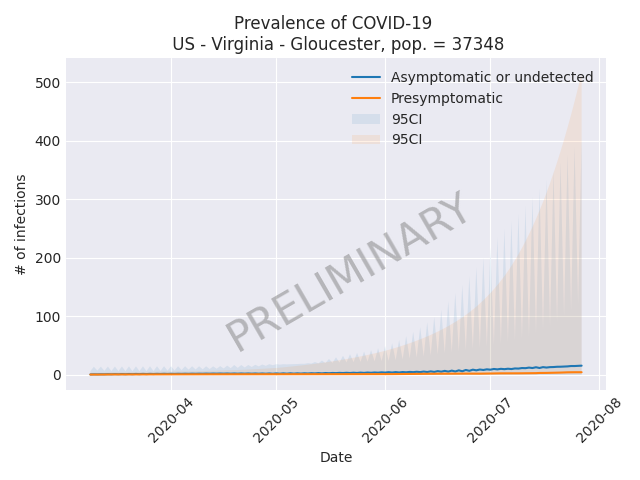 Prevalence of COVID-19
US - Virginia - Gloucester, pop. = 37348
Asymptomatic or undetected
Presymptomatic
95CI
95CI
500
400
300
200
100
0
# of infections
PRELIMINARY
2020-04
2020-05
2020-06
2020-07
2020-08
Date